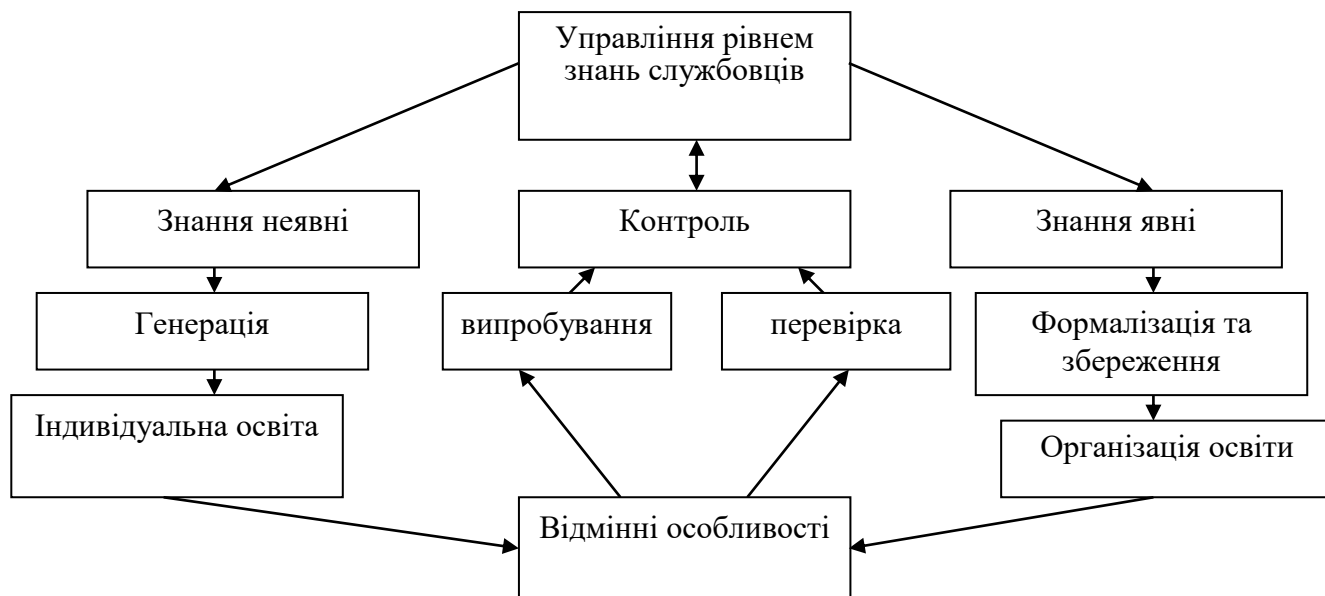 Управління рівнем
знань службовців
Знання неявні
Контроль
Знання явні
Генерація
випробування
перевірка
Формалізація та
збереження
Індивідуальна освіта
Організація освіти
Відмінні особливості